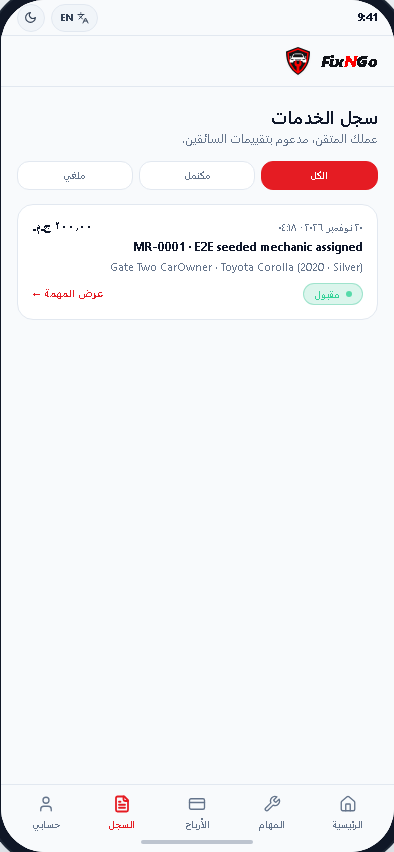 9:41
EN
FixNGo
سجل الخدمات
عملك المتقن، مدعوم بتقييمات السائقين.
الكل
مكتمل
ملغي
٢٠ نوفمبر ٢٠٢٦ · ٠٤:١٨
٢٠٠٫٠٠ ج.م.
MR-0001 · E2E seeded mechanic assigned
Gate Two CarOwner · Toyota Corolla (2020 · Silver)
مقبول
عرض المهمة ←
الرئيسية
المهام
الأرباح
السجل
حسابي